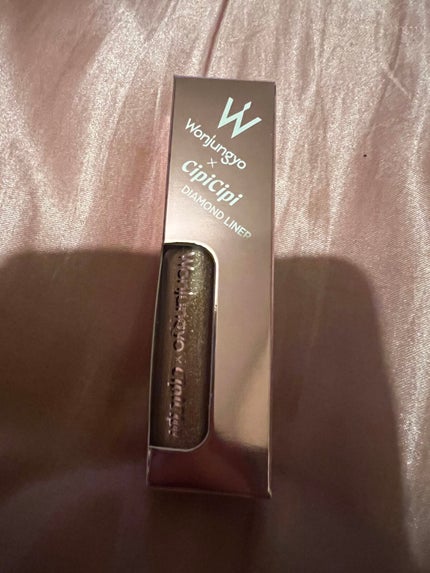 W
Wonjungyo
×
CipiCipi
DIAMOND LINER
Wonjungyo × CipiCipi